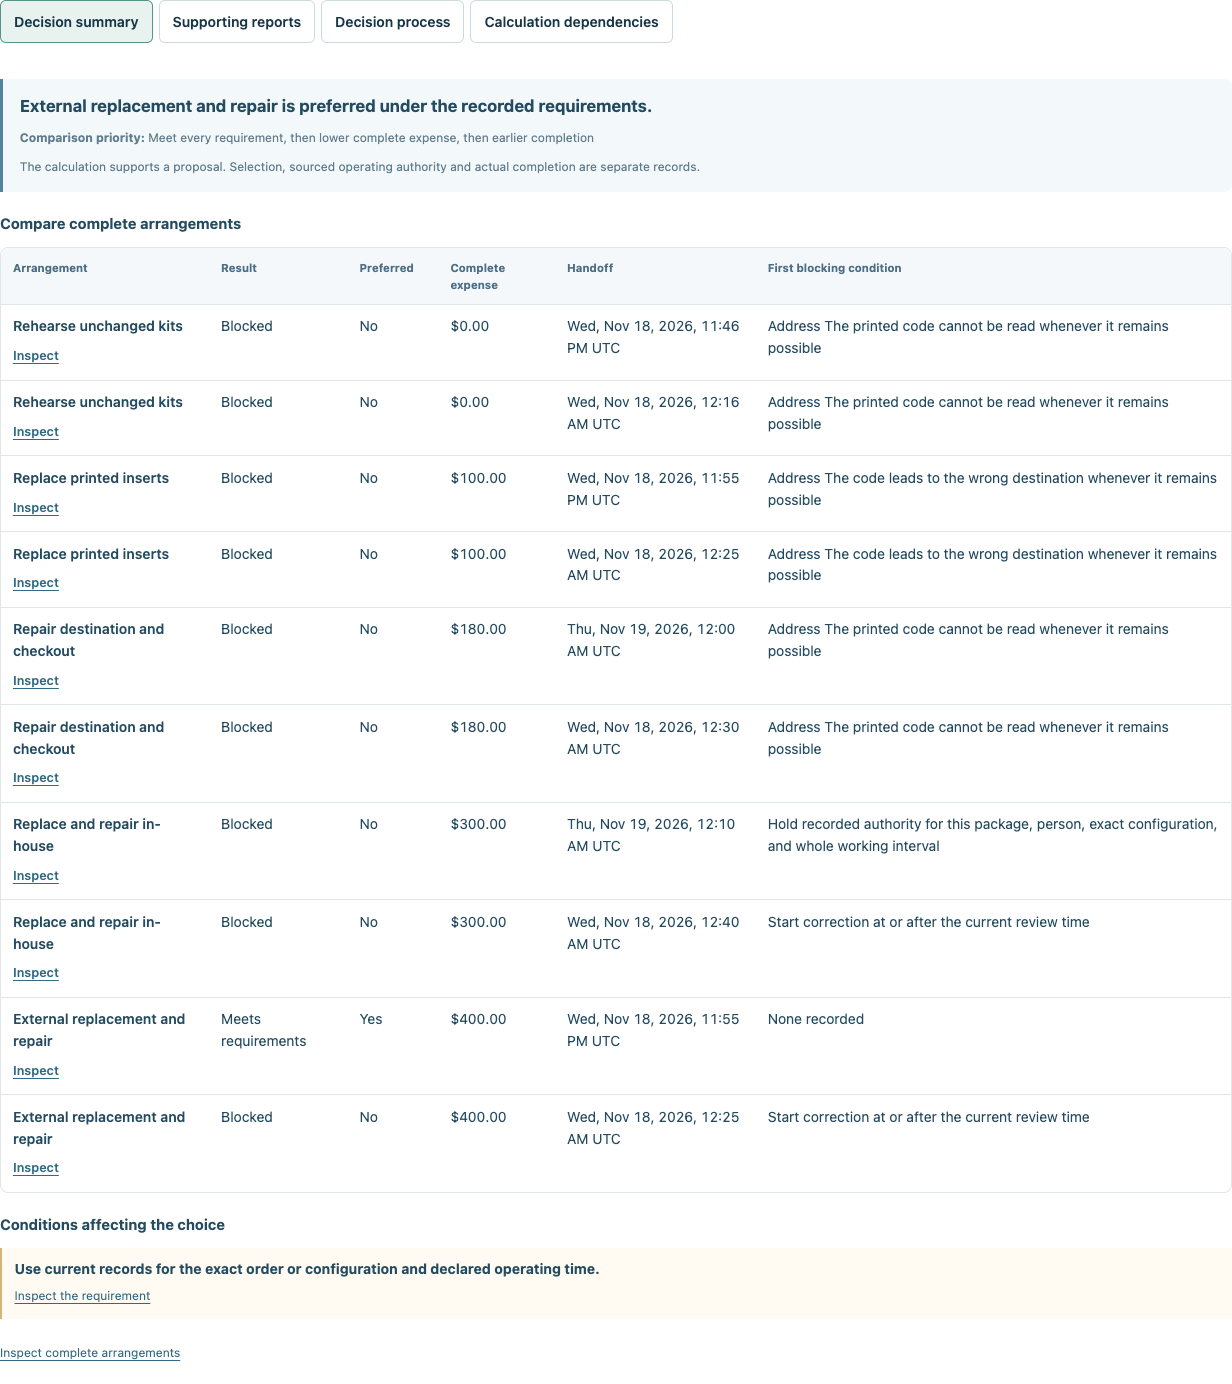 Decision summary
Supporting reports
Decision process
Calculation dependencies
External replacement and repair is preferred under the recorded requirements.
Comparison priority: Meet every requirement, then lower complete expense, then earlier completion
The calculation supports a proposal. Selection, sourced operating authority and actual completion are separate records.
Compare complete arrangements
Arrangement
Result
Preferred
Complete
expense
Handoff
First blocking condition
Rehearse unchanged kits
Inspect
Blocked
No
$0.00
Wed, Nov 18, 2026, 11:46
PM UTC
Address The printed code cannot be read whenever it remains
possible
Rehearse unchanged kits
Inspect
Blocked
No
$0.00
Wed, Nov 18, 2026, 12:16
AM UTC
Address The printed code cannot be read whenever it remains
possible
Replace printed inserts
Inspect
Blocked
No
$100.00
Wed, Nov 18, 2026, 11:55
PM UTC
Address The code leads to the wrong destination whenever it remains
possible
Replace printed inserts
Inspect
Blocked
No
$100.00
Wed, Nov 18, 2026, 12:25
AM UTC
Address The code leads to the wrong destination whenever it remains
possible
Repair destination and
checkout
Inspect
Blocked
No
$180.00
Thu, Nov 19, 2026, 12:00
AM UTC
Address The printed code cannot be read whenever it remains
possible
Repair destination and
checkout
Inspect
Blocked
No
$180.00
Wed, Nov 18, 2026, 12:30
AM UTC
Address The printed code cannot be read whenever it remains
possible
Replace and repair in-
house
Inspect
Blocked
No
$300.00
Thu, Nov 19, 2026, 12:10
AM UTC
Hold recorded authority for this package, person, exact configuration,
and whole working interval
Replace and repair in-
house
Inspect
Blocked
No
$300.00
Wed, Nov 18, 2026, 12:40
AM UTC
Start correction at or after the current review time
External replacement and
repair
Inspect
Meets
requirements
Yes
$400.00
Wed, Nov 18, 2026, 11:55
PM UTC
None recorded
External replacement and
repair
Inspect
Blocked
No
$400.00
Wed, Nov 18, 2026, 12:25
AM UTC
Start correction at or after the current review time
Conditions affecting the choice
Use current records for the exact order or configuration and declared operating time.
Inspect the requirement
Inspect complete arrangements